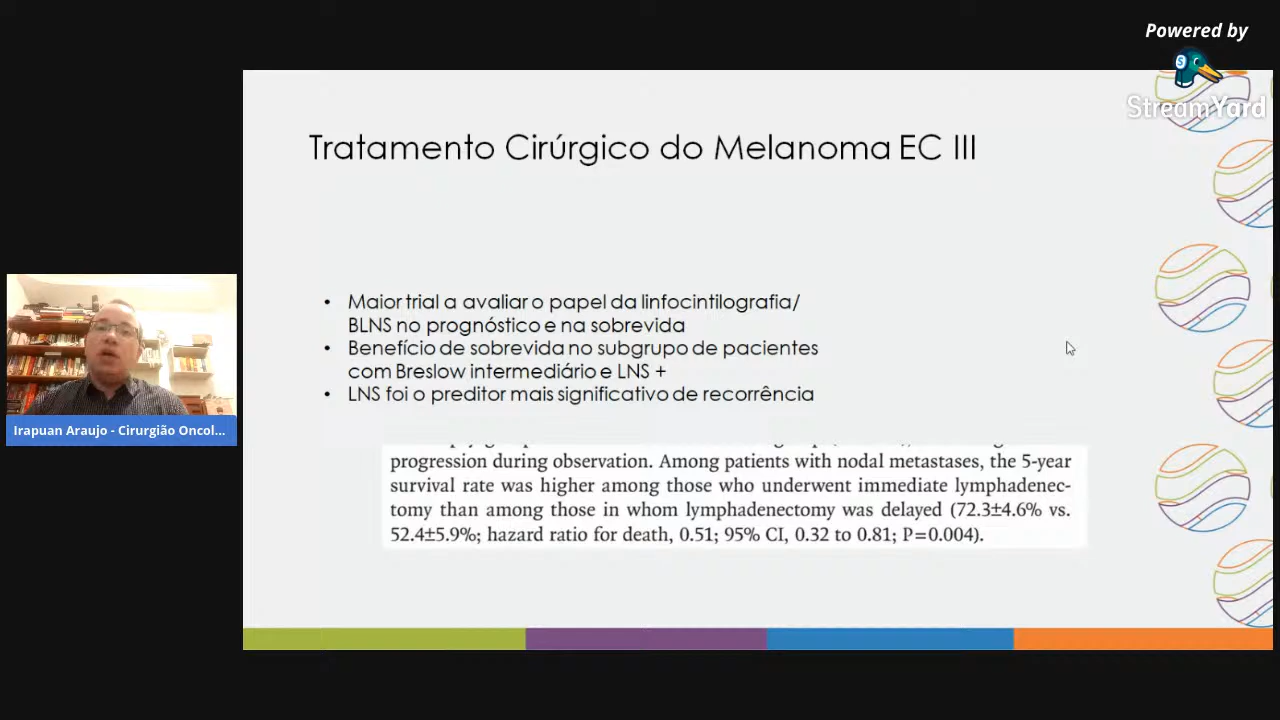 Powered by
StreamYard
Tratamento Cirúrgico do Melanoma EC III
• Maior trial a avaliar o papel da linfocintilografia/
BLNS no prognóstico e na sobrevida
• Benefício de sobrevida no subgrupo de pacientes
com Breslow intermediário e LNS +
• LNS foi o preditor mais significativo de recorrência
progression during observation. Among patients with nodal metastases, the 5-year
survival rate was higher among those who underwent immediate lymphadenec-
tomy than among those in whom lymphadenectomy was delayed (72.3±4.6% vs.
52.4±5.9%; hazard ratio for death, 0.51; 95% CI, 0.32 to 0.81; P=0.004).
Irapuan Araujo - Cirurgião Oncol...